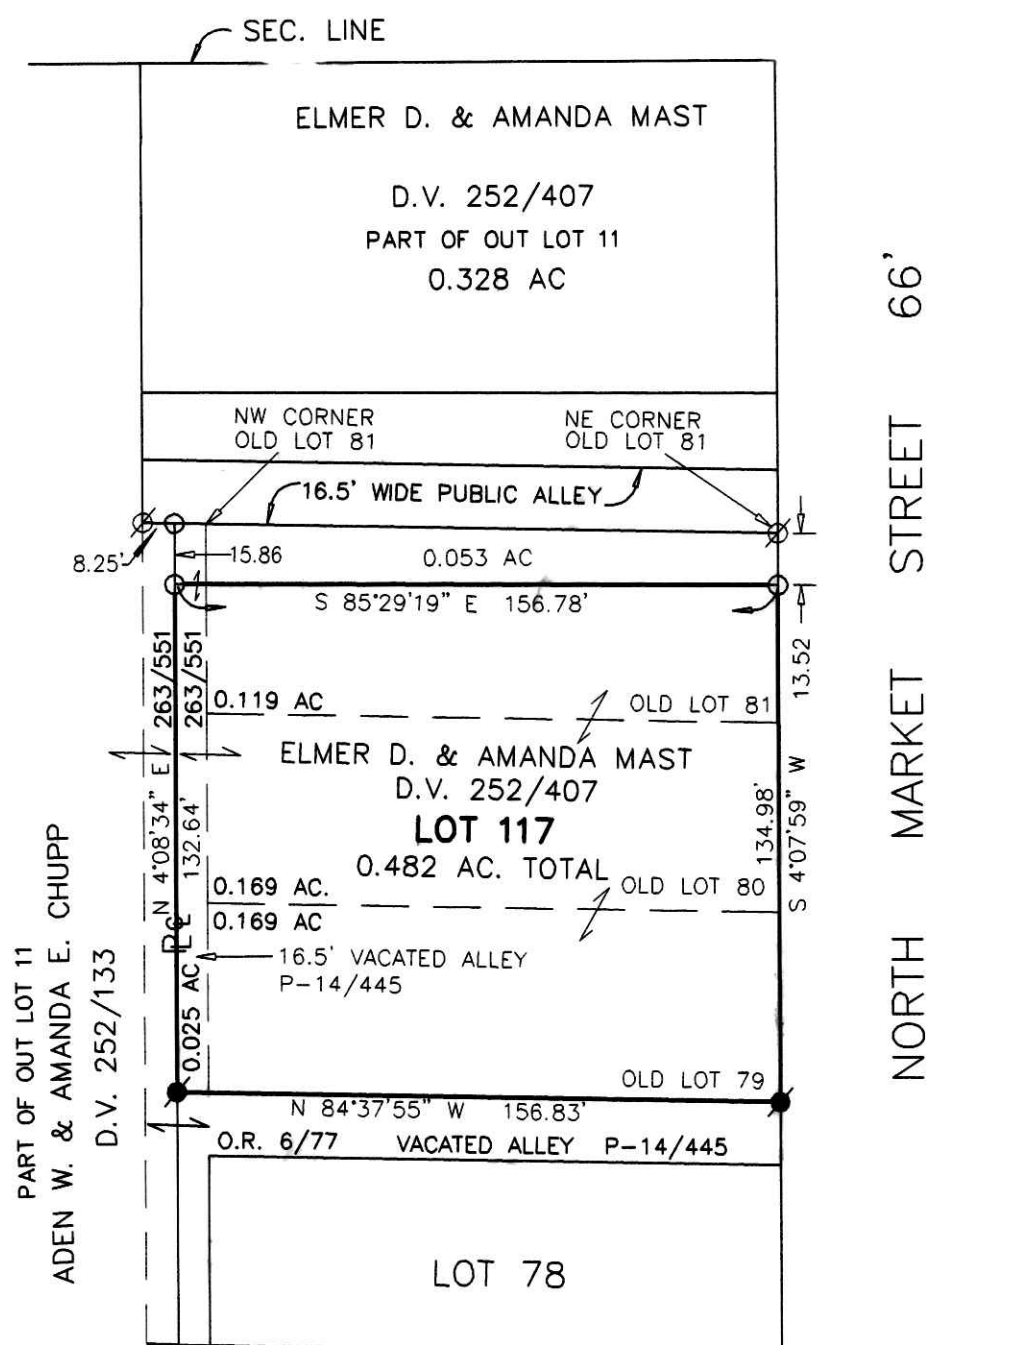 SEC. LINE
ELMER D. & AMANDA MAST
D.V. 252/407
PART OF OUT LOT 11
0.328 AC
NW CORNER
OLD LOT 81
NE CORNER
OLD LOT 81
16.5' WIDE PUBLIC ALLEY
8.25'
15.86
0.053 AC
S 85°29'19" E 156.78'
13.52
263/551
263/551
0.119 AC
OLD LOT 81
ELMER D. & AMANDA MAST
D.V. 252/407
LOT 117
0.482 AC. TOTAL
N 4°08'34" E
132.64'
134.98'
S 4°07'59" W
0.169 AC.
OLD LOT 80
0.169 AC
16.5' VACATED ALLEY
P-14/445
0.025 AC
OLD LOT 79
N 84°37'55" W 156.83'
O.R. 6/77 VACATED ALLEY P-14/445
LOT 78
PART OF OUT LOT 11
ADEN W. & AMANDA E. CHUPP
D.V. 252/133
NORTH MARKET STREET 66'